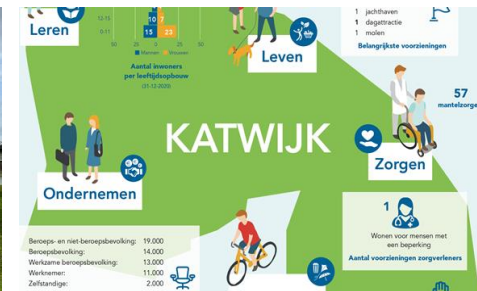 Leren
12-15
10 7
0-11
15 23
50 25 0 25 50
Mannen Vrouwen
Aantal inwoners
per leeftijdsopbouw
(31-12-2020)
Leven
1 jachthaven
1 dagattractie
1 molen
Belangrijkste voorzieningen
57
mantelzorge
KATWIJK
Zorgen
Ondernemen
1
Wonen voor mensen met
een beperking
Aantal voorzieningen zorgverleners
Beroeps- en niet-beroepsbevolking: 19.000
Beroepsbevolking: 14.000
Werkzame beroepsbevolking: 13.000
Werknemer: 11.000
Zelfstandige: 2.000